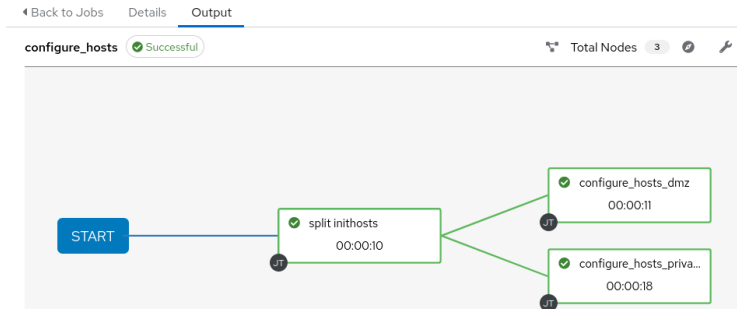 Back to Jobs Details Output
configure_hosts Successful Total Nodes 3
START
split inithosts
00:00:10
JT
configure_hosts_dmz
00:00:11
JT
configure_hosts_priva...
00:00:18
JT